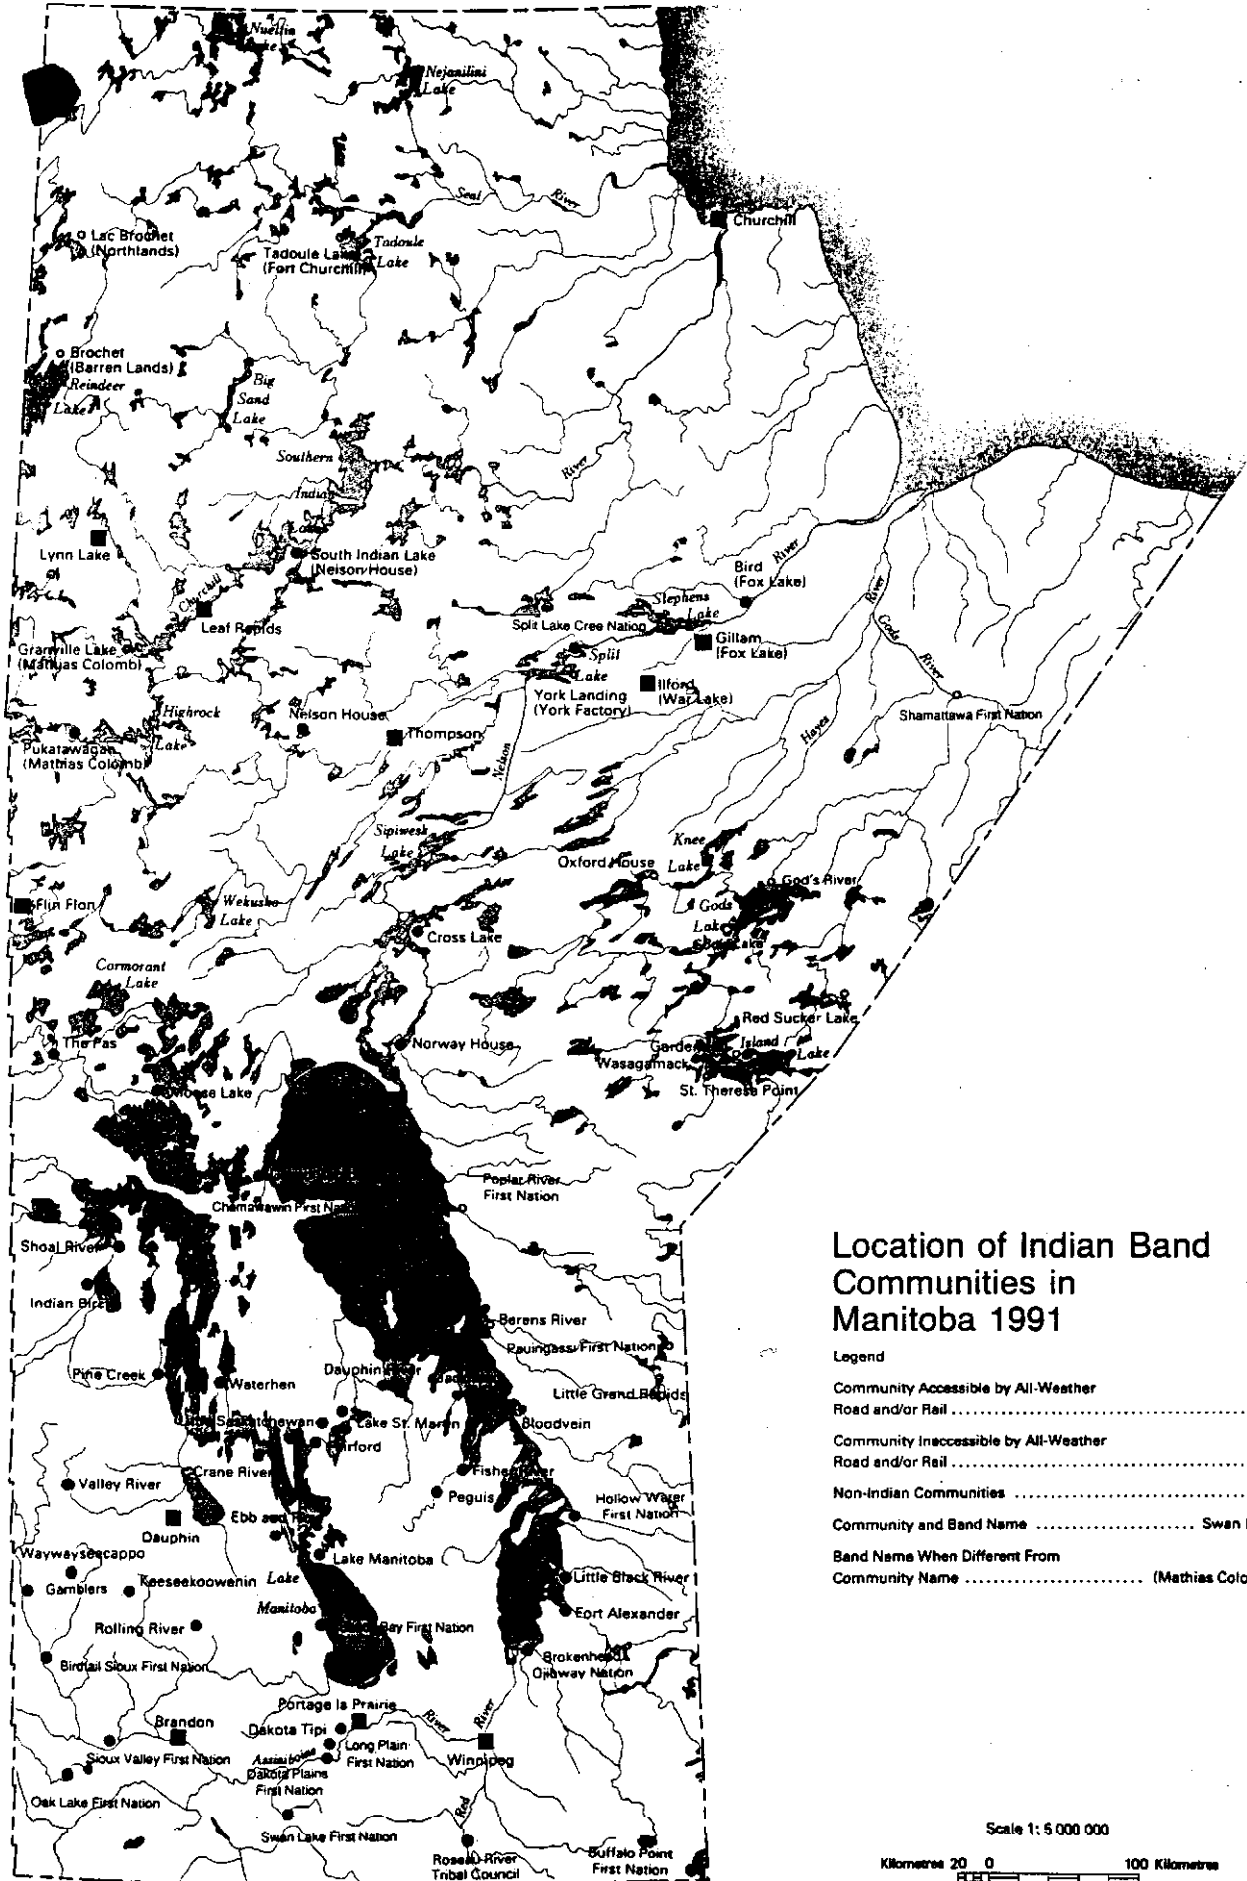 Nueltin
Lake
Nejanilini
Lake
Seal River
Churchill
Lac Brochet
(Northlands)
Tadoule Lake
(Fort Churchill)
Tadoule
Lake
Brochet
(Barren Lands)
Reindeer
Lake
Big
Sand
Lake
Southern
Indian
River
Lynn Lake
South Indian Lake
(Nelson House)
River
Bird
(Fox Lake)
Churchill
Leaf Rapids
Stephens
Lake
Split Lake Cree Nation
Gillam
(Fox Lake)
River
Gods
River
Granville Lake
(Mathias Colomb)
Split
Lake
York Landing
(York Factory)
Ilford
(War Lake)
Shamattawa First Nation
Highrock
Lake
Nelson House
Thompson
Hayes
Nelson
Pukatawagan
(Mathias Colomb)
Sipiwesk
Lake
Knee
Lake
Oxford House
God's River
Gods
Lake
Flin Flon
Wekusko
Lake
Cross Lake
Cormorant
Lake
Red Sucker Lake
The Pas
Norway House
Garden
Island
Lake
Wasagamack
St. Theresa Point
Moose Lake
Poplar River
First Nation
Chemawawin First
Shoal River
Indian Birch
Berens River
Pauingassi First Nation
Pine Creek
Waterhen
Dauphin River
Little Grand Rapids
Little Saskatchewan
Lake St. Martin
Bloodvein
Fairford
Crane River
Fisher River
Valley River
Peguis
Hollow Water
First Nation
Ebb and
Dauphin
Waywayseecappo
Lake Manitoba
Gamblers
Keeseekoowenin
Lake
Manitoba
Little Black River
Fort Alexander
Rolling River
Bay First Nation
Birdtail Sioux First Nation
Brokenhead
Ojibway Nation
Portage la Prairie
River
River
Brandon
Dakota Tipi
Long Plain
First Nation
Winnipeg
Sioux Valley First Nation
Assiniboine
Dakota Plains
First Nation
Oak Lake First Nation
Red
Swan Lake First Nation
Roseau River
Tribal Council
Buffalo Point
First Nation
Location of Indian Band
Communities in
Manitoba 1991
Legend
Community Accessible by All-Weather
Road and/or Rail
Community Inaccessible by All-Weather
Road and/or Rail
Non-Indian Communities
Community and Band Name Swan
Band Name When Different From
Community Name (Mathias Colo
Scale 1: 5 000 000
Kilometres 20 0 100 Kilometres